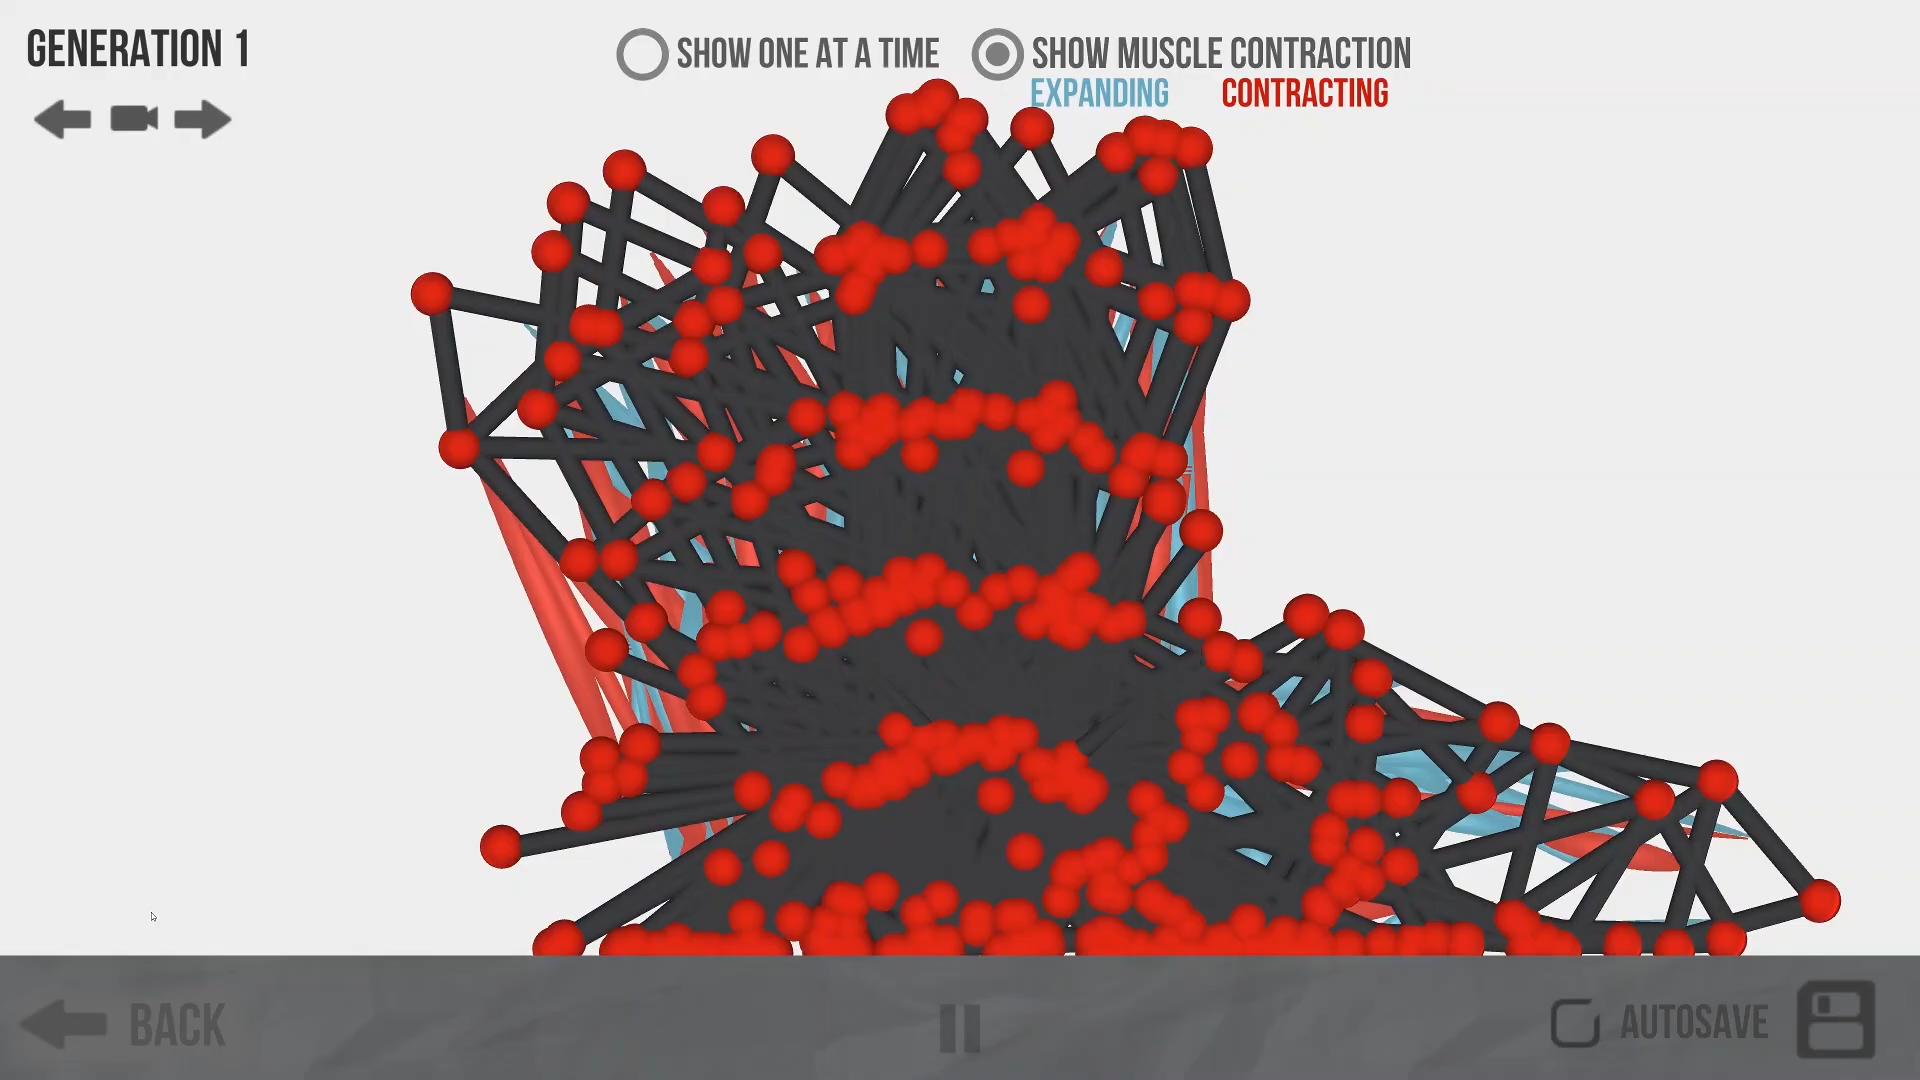 GENERATION 1
SHOW ONE AT A TIME
SHOW MUSCLE CONTRACTION
EXPANDING CONTRACTING
BACK
AUTOSAVE